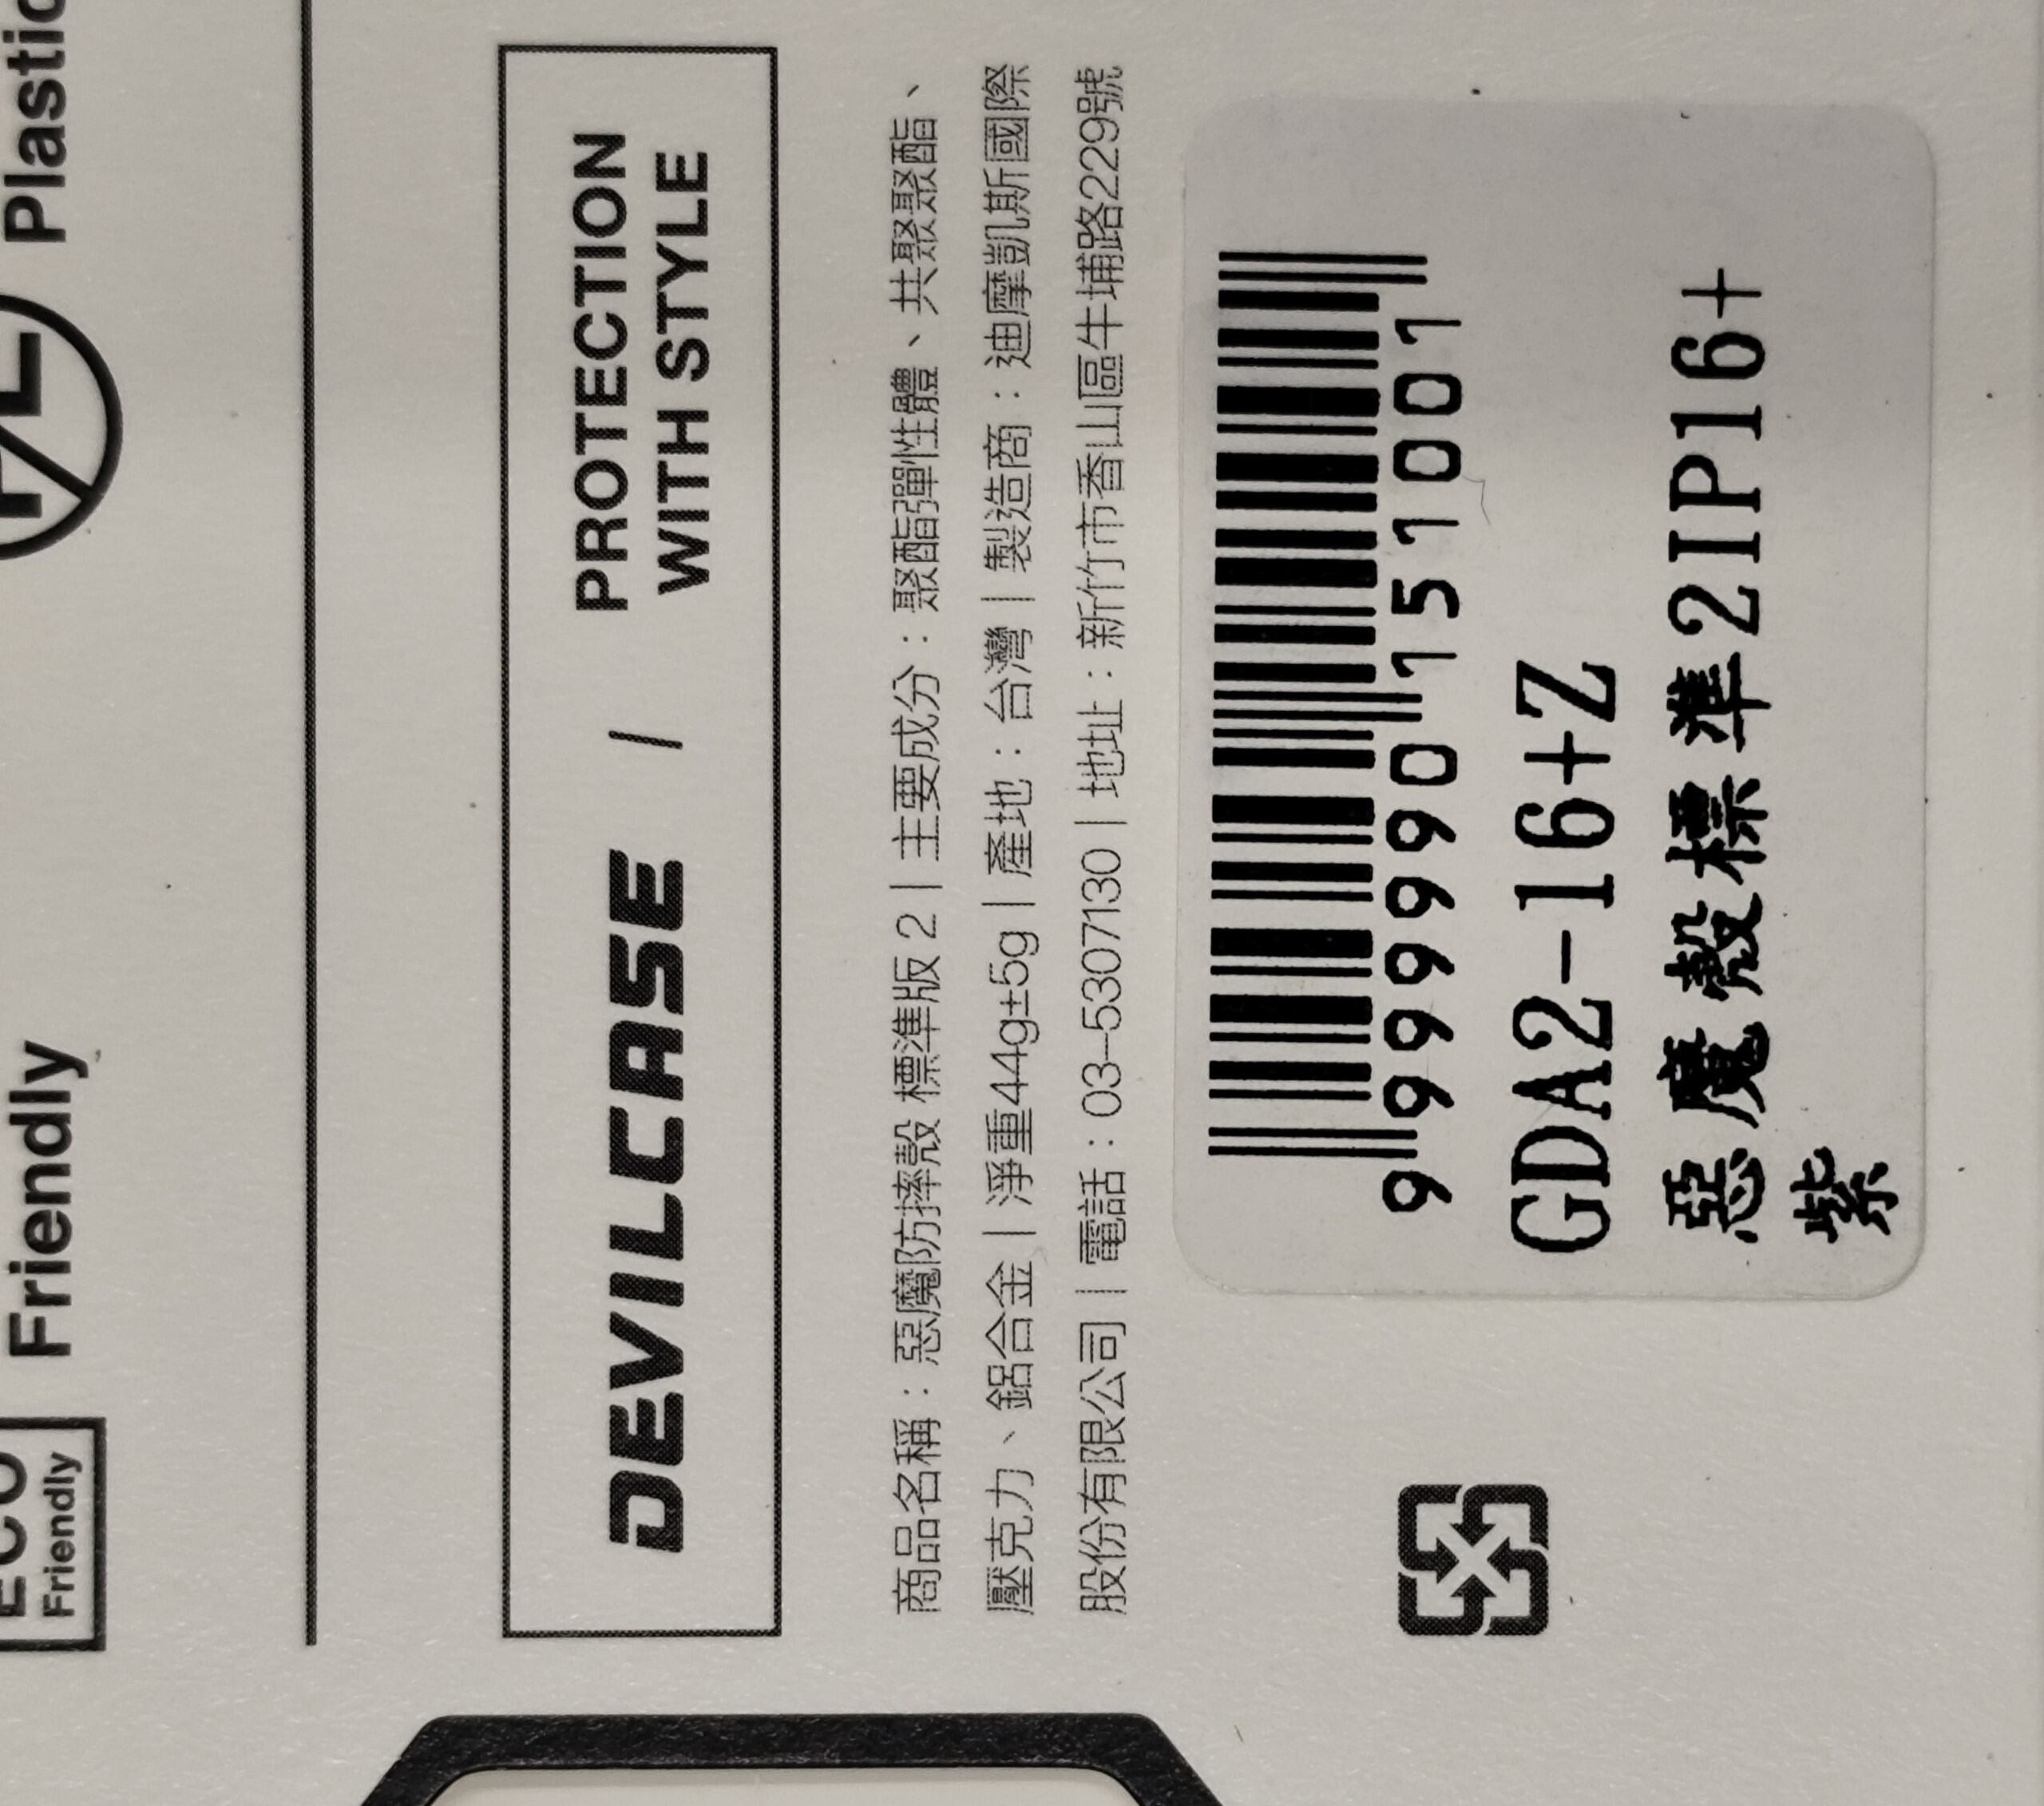 Friendly
Friendly
Plastic
DEVILCASE / PROTECTION
WITH STYLE
商品名稱：惡魔防摔殼 標準版 2 | 主要成分：聚酯彈性體、共聚聚酯、
壓克力、鋁合金 | 淨重44g±5g | 產地：台灣 | 製造商：迪摩凱斯國際
股份有限公司 | 電話：03-5307130 | 地址：新竹市香山區牛埔路229號
9 999990 151001
GDA2-16+Z
惡魔殼標準2IP16+
紫